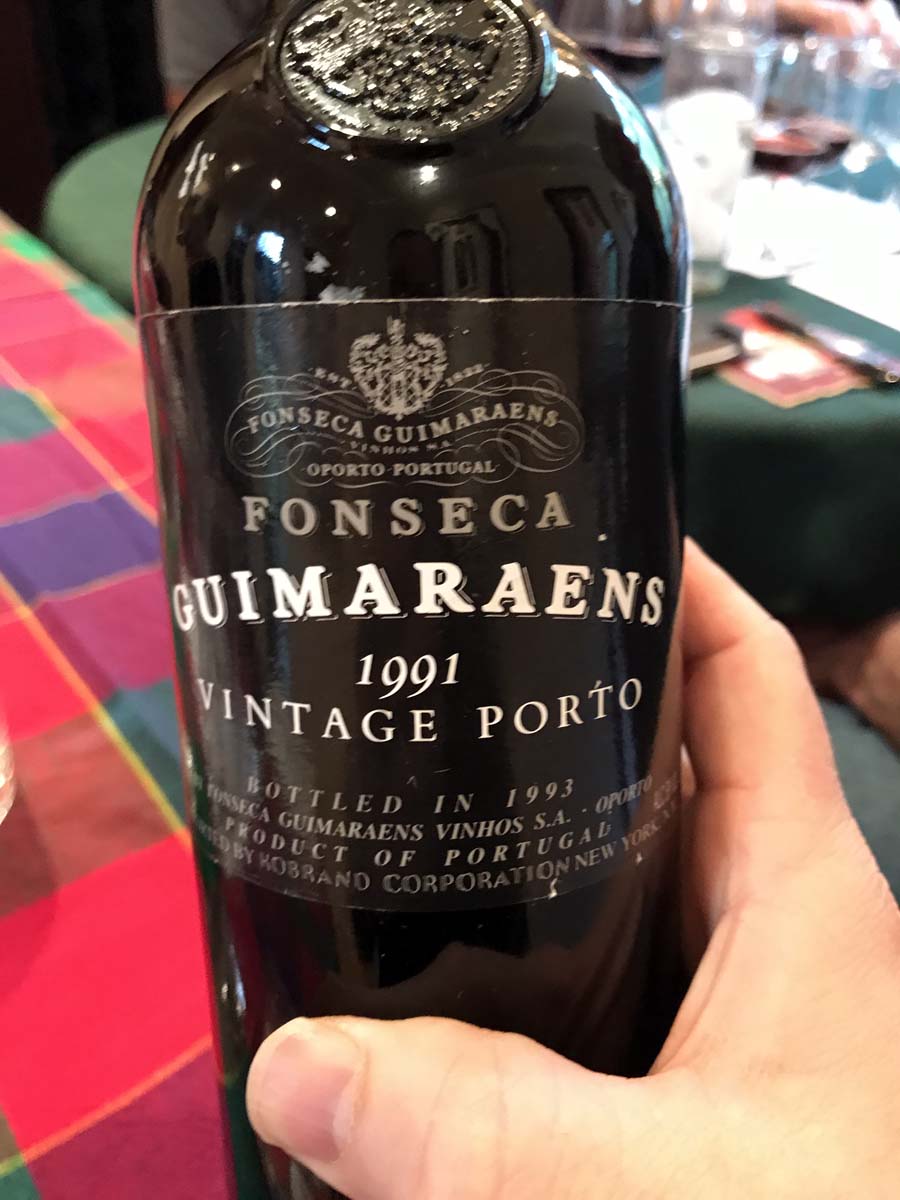 EST 1822
FONSECA GUIMARAENS
VINHOS S.A.
OPORTO PORTUGAL
FONSECA
GUIMARAENS
1991
VINTAGE PORTO
BOTTLED IN 1993
FONSECA GUIMARAENS VINHOS S.A. · OPORTO
PRODUCT OF PORTUGAL
BY KOBRAND CORPORATION NEW YORK